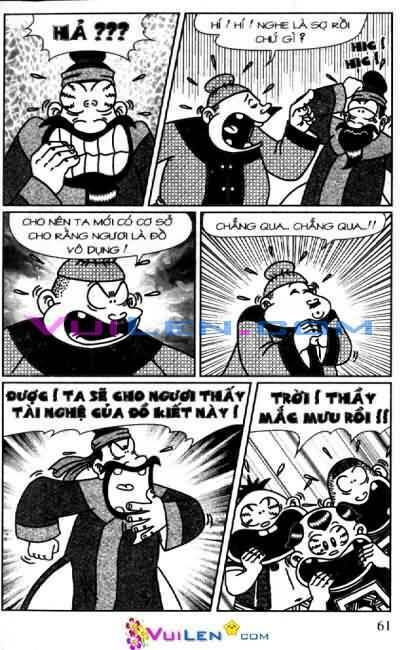 HẢ ???
HÍ ! HÍ ! NGHE LÀ SỢ RỒI
CHỨ GÌ ?
HIC !
HIC !
CHO NÊN TA MỚI CÓ CƠ SỞ
CHO RẰNG NGƯƠI LÀ ĐỒ
VÔ DỤNG !
CHẲNG QUA... CHẲNG QUA...!!
VUILEN.COM
ĐƯỢC ! TA SẼ CHO NGƯƠI THẤY
TÀI NGHỆ CỦA ĐỒ KIẾT NÀY !
TRỜI ! THẦY
MẮC MƯU RỒI !!
61
VUILEN.COM